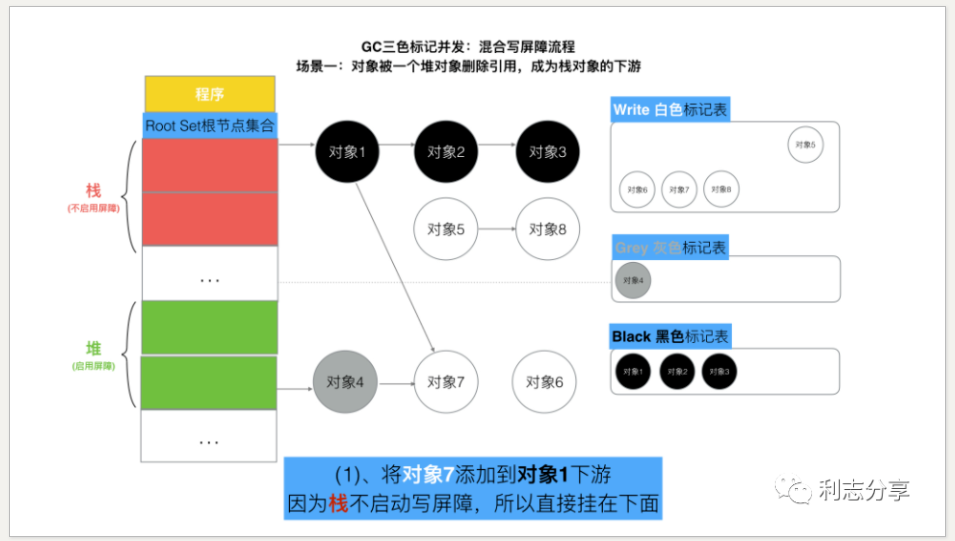 GC三色标记并发：混合写屏障流程
场景一：对象被一个堆对象删除引用，成为栈对象的下游
程序
Root Set根节点集合
栈
(不启用屏障)
...
堆
(启用屏障)
...
对象1
对象2
对象3
对象5
对象8
对象4
对象7
对象6
Write 白色标记表
对象5
对象6
对象7
对象8
Grey 灰色标记表
对象4
Black 黑色标记表
对象1
对象2
对象3
(1)、将对象7添加到对象1下游
因为栈不启动写屏障，所以直接挂在下面
利志分享